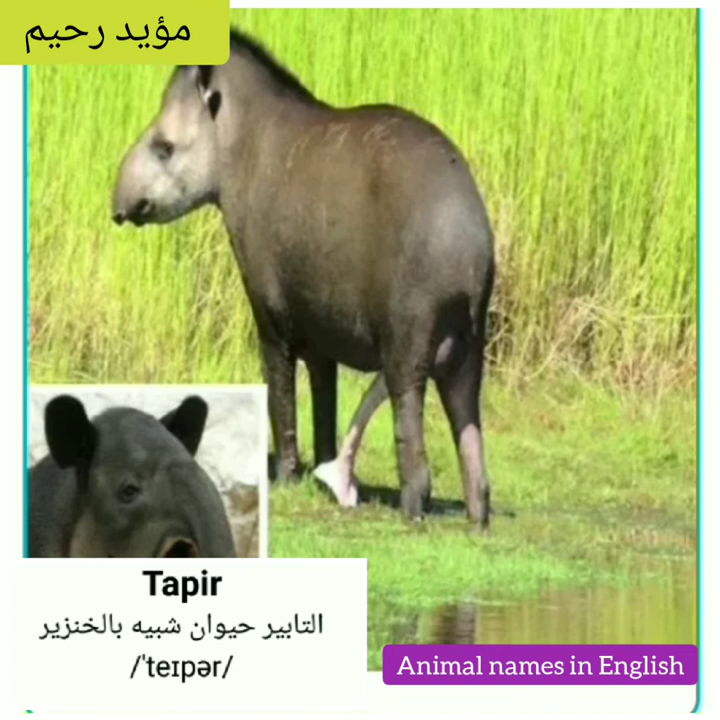 مؤيد رحيم
Tapir
التابير حيوان شبيه بالخنزير
/ˈteɪpər/
Animal names in English